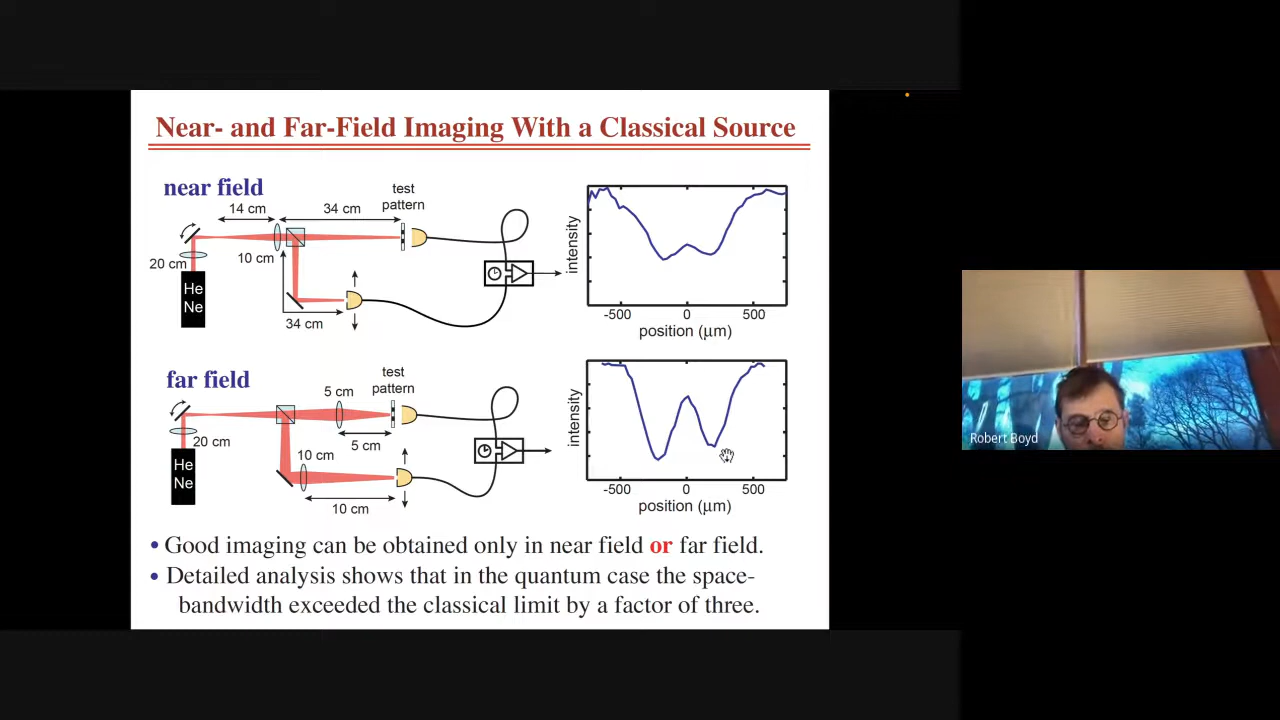 Near- and Far-Field Imaging With a Classical Source
near field
14 cm
34 cm
test
pattern
20 cm
10 cm
He
Ne
34 cm
intensity
-500 0 500
position (μm)
far field
5 cm
test
pattern
20 cm
5 cm
10 cm
He
Ne
10 cm
intensity
-500 0 500
position (μm)
• Good imaging can be obtained only in near field or far field.
• Detailed analysis shows that in the quantum case the space-
bandwidth exceeded the classical limit by a factor of three.
Robert Boyd